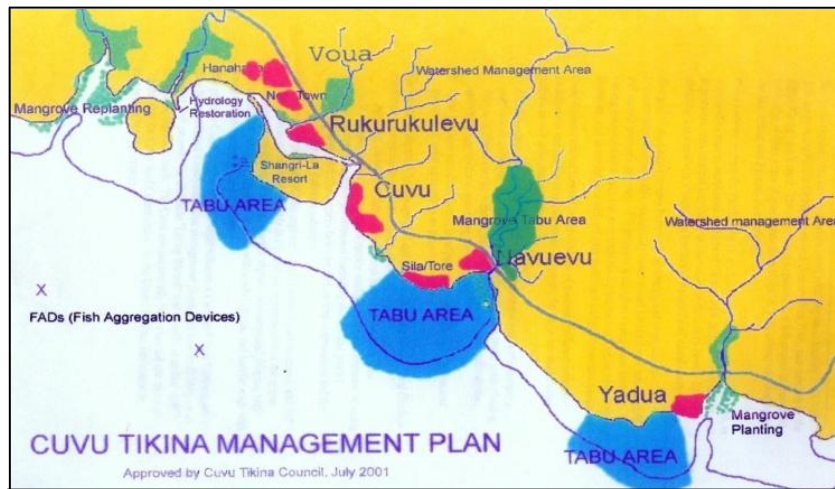 Voua
Hanaha
Watershed Management Area
New Town
Mangrove Replanting
Hydrology
Restoration
Rukurukulevu
Shangri-La
Resort
Cuvu
TABU AREA
Mangrove Tabu Area
Watershed management Area
Navuevu
Sila/Tore
X
FADs (Fish Aggregation Devices)
TABU AREA
X
Yadua
Mangrove
Planting
CUVU TIKINA MANAGEMENT PLAN
TABU AREA
Approved by Cuvu Tikina Council, July 2001